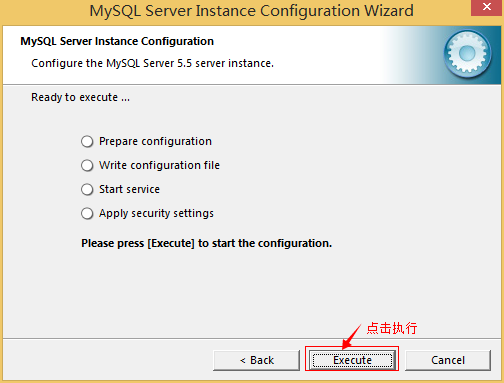 MySQL Server Instance Configuration Wizard
MySQL Server Instance Configuration
Configure the MySQL Server 5.5 server instance.
Ready to execute ...
Prepare configuration
Write configuration file
Start service
Apply security settings
Please press [Execute] to start the configuration.
点击执行
< Back
Execute
Cancel